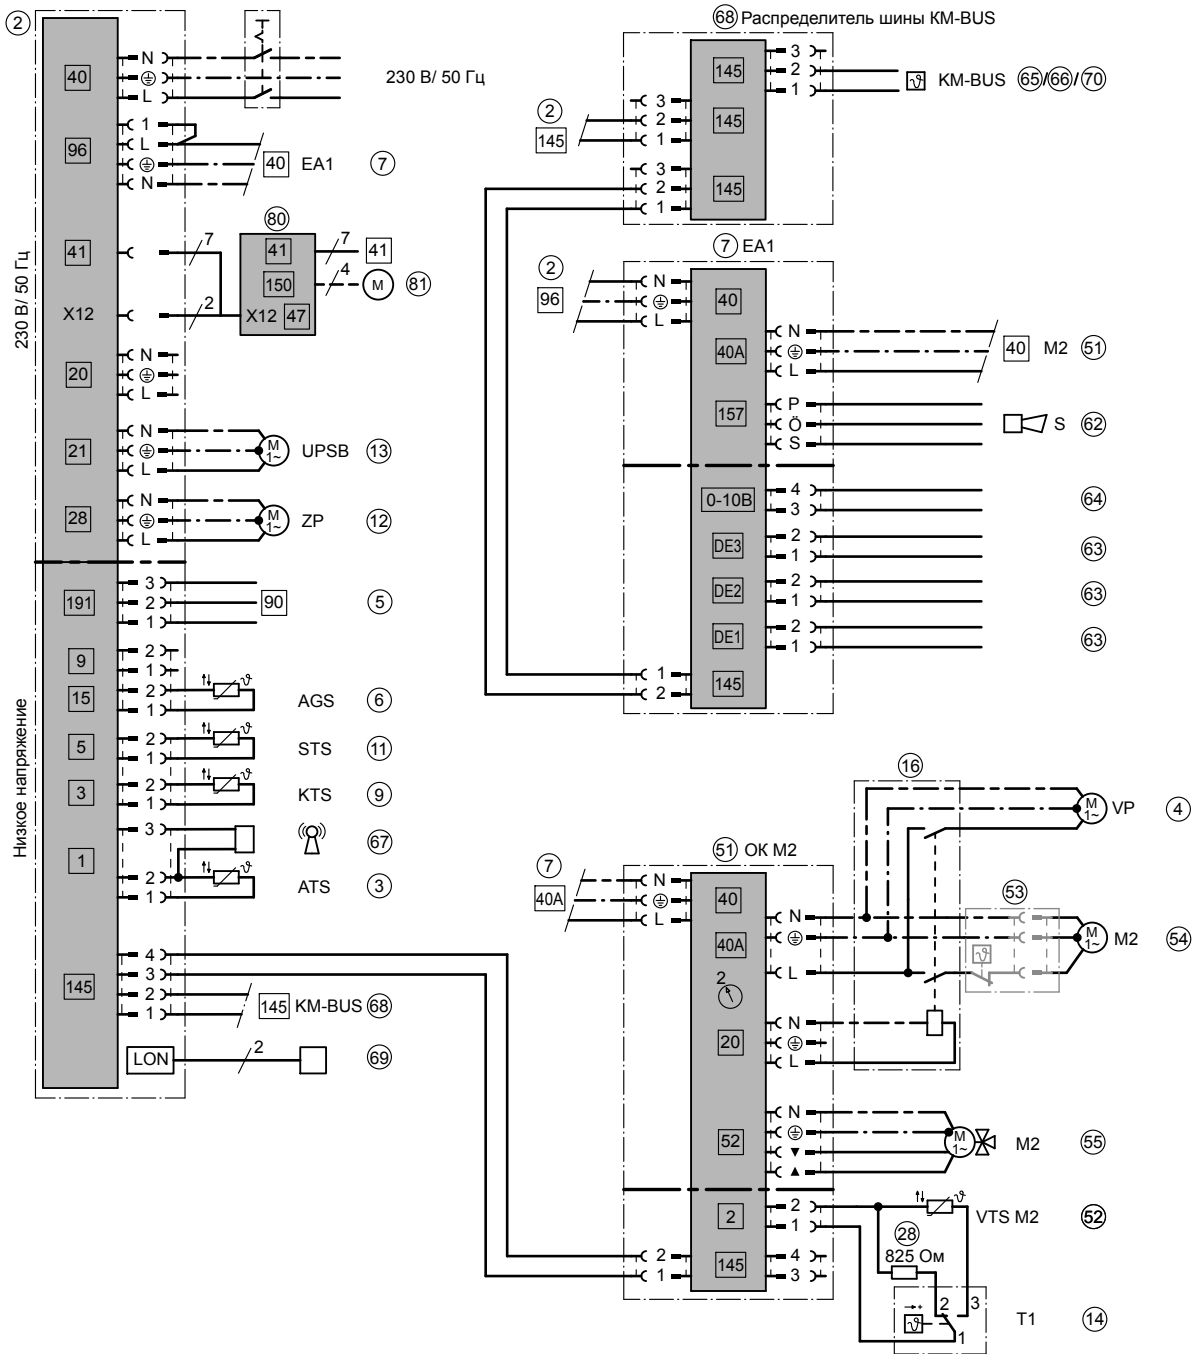 2
230 В/ 50 Гц
40
N
L
230 В/ 50 Гц
96
1
L
N
40 EA1 7
41
7
X12
2
80
41
7
41
150
4
M
81
X12 47
20
N
L
21
N
L
M
1~
UPSB 13
28
N
L
M
1~
ZP 12
Низкое напряжение
191
3
2
1
90
5
9
2
1
15
2
1
AGS 6
5
2
1
STS 11
3
2
1
KTS 9
1
3
67
2
1
ATS 3
145
4
3
2
1
145 KM-BUS 68
LON
2
69
68 Распределитель шины KM-BUS
145
3
2
1
KM-BUS 65/66/70
2
145
3
2
1
145
3
2
1
145
7 EA1
2
96
N
L
40
40A
N
L
40 M2 51
157
P
Ö
S
S 62
0-10В
4
3
64
DE3
2
1
63
DE2
2
1
63
DE1
2
1
63
1
2
145
51 ОК M2
7
40A
N
L
40
40A
N
L
2
20
N
L
16
M
1~
VP 4
53
M
1~
M2 54
52
N
▼
▲
M
1~
M2 55
2
2
1
VTS M2 52
28
825 Ом
2
1
145
4
3
2
3
1
T1 14